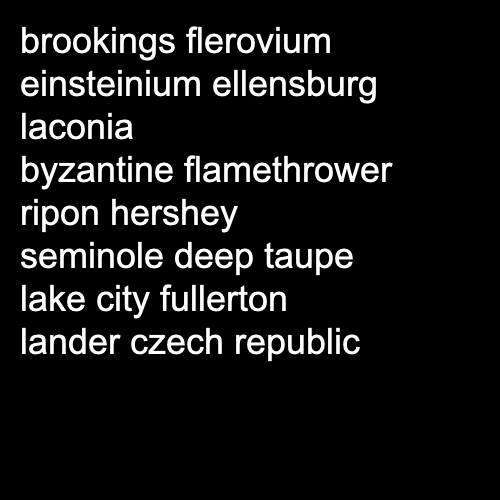 brookings flerovium
einsteinium ellensburg
laconia
byzantine flamethrower
ripon hershey
seminole deep taupe
lake city fullerton
lander czech republic